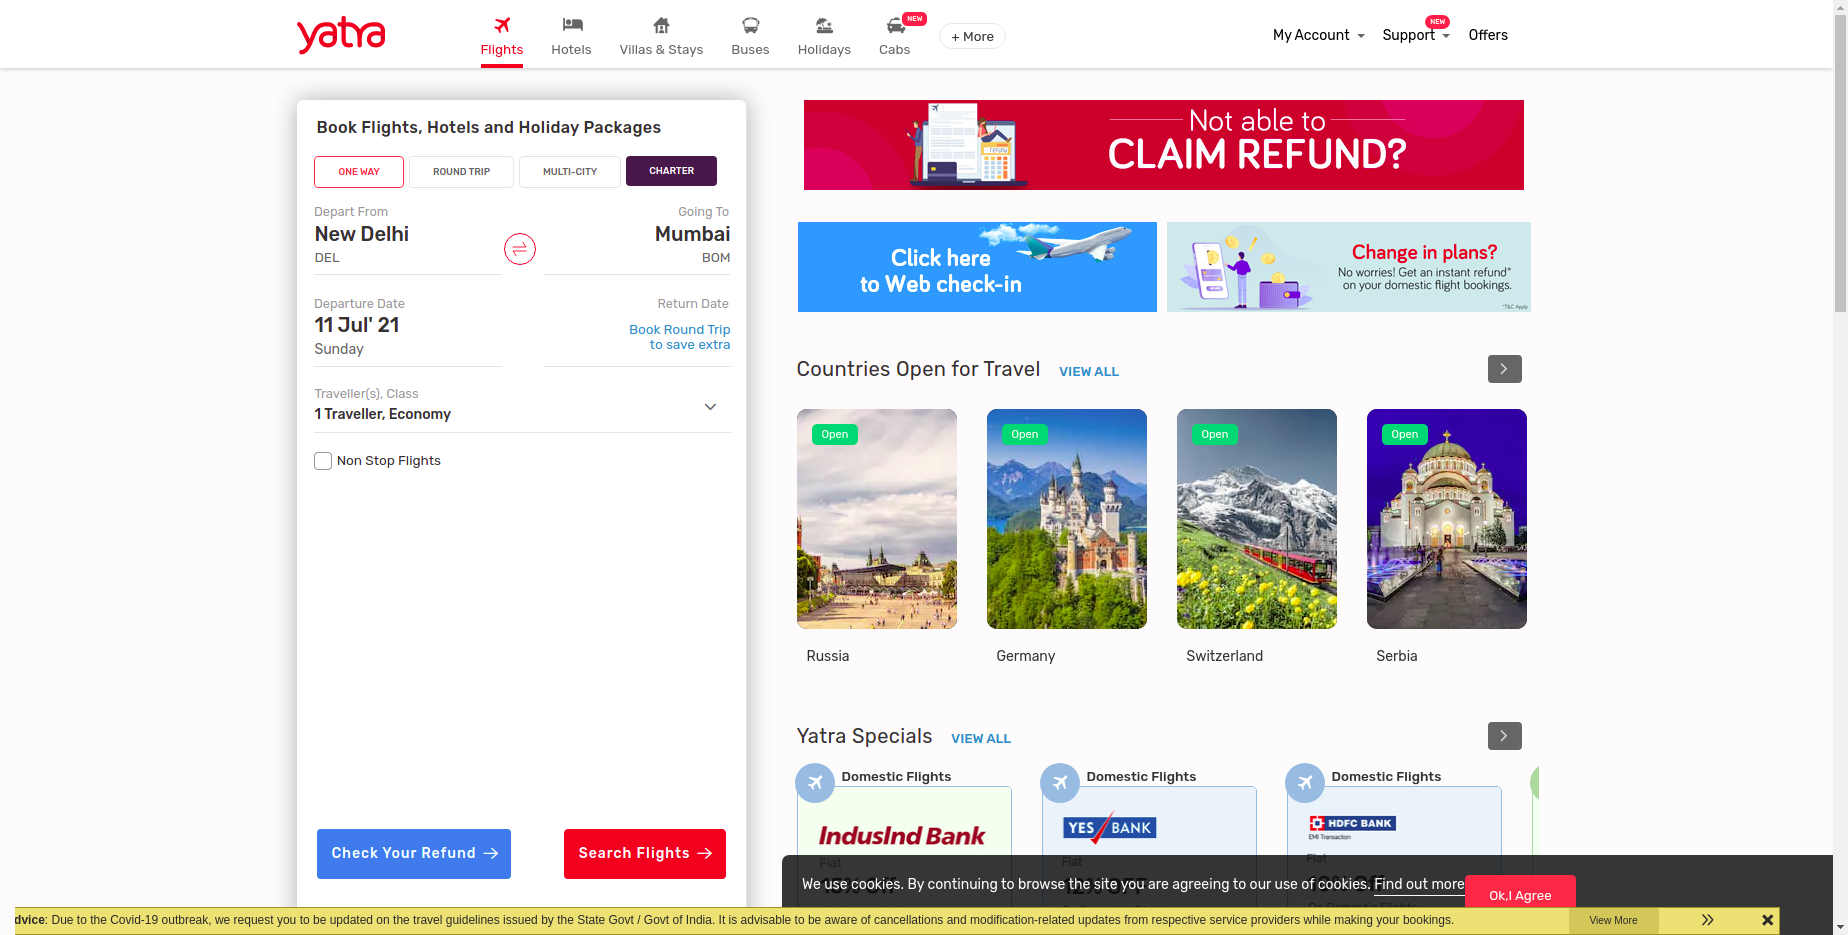 yatra
Flights
Hotels
Villas & Stays
Buses
Holidays
NEW
Cabs
+ More
My Account
NEW
Support
Offers
Book Flights, Hotels and Holiday Packages
ONE WAY
ROUND TRIP
MULTI-CITY
CHARTER
Depart From
New Delhi
DEL
Going To
Mumbai
BOM
Departure Date
11 Jul' 21
Sunday
Return Date
Book Round Trip
to save extra
Traveller(s), Class
1 Traveller, Economy
Non Stop Flights
Check Your Refund
Search Flights
Not able to
CLAIM REFUND?
Click here
to Web check-in
Change in plans?
No worries! Get an instant refund*
on your domestic flight bookings.
*T&C Apply
Countries Open for Travel
VIEW ALL
Open
Open
Open
Open
Russia
Germany
Switzerland
Serbia
Yatra Specials
VIEW ALL
Domestic Flights
IndusInd Bank
Flat
Domestic Flights
YES BANK
Flat
Domestic Flights
HDFC BANK
EMI Transaction
Flat
We use cookies. By continuing to browse the site you are agreeing to our use of cookies. Find out more
Ok,I Agree
dvice: Due to the Covid-19 outbreak, we request you to be updated on the travel guidelines issued by the State Govt / Govt of India. It is advisable to be aware of cancellations and modification-related updates from respective service providers while making your bookings.
View More